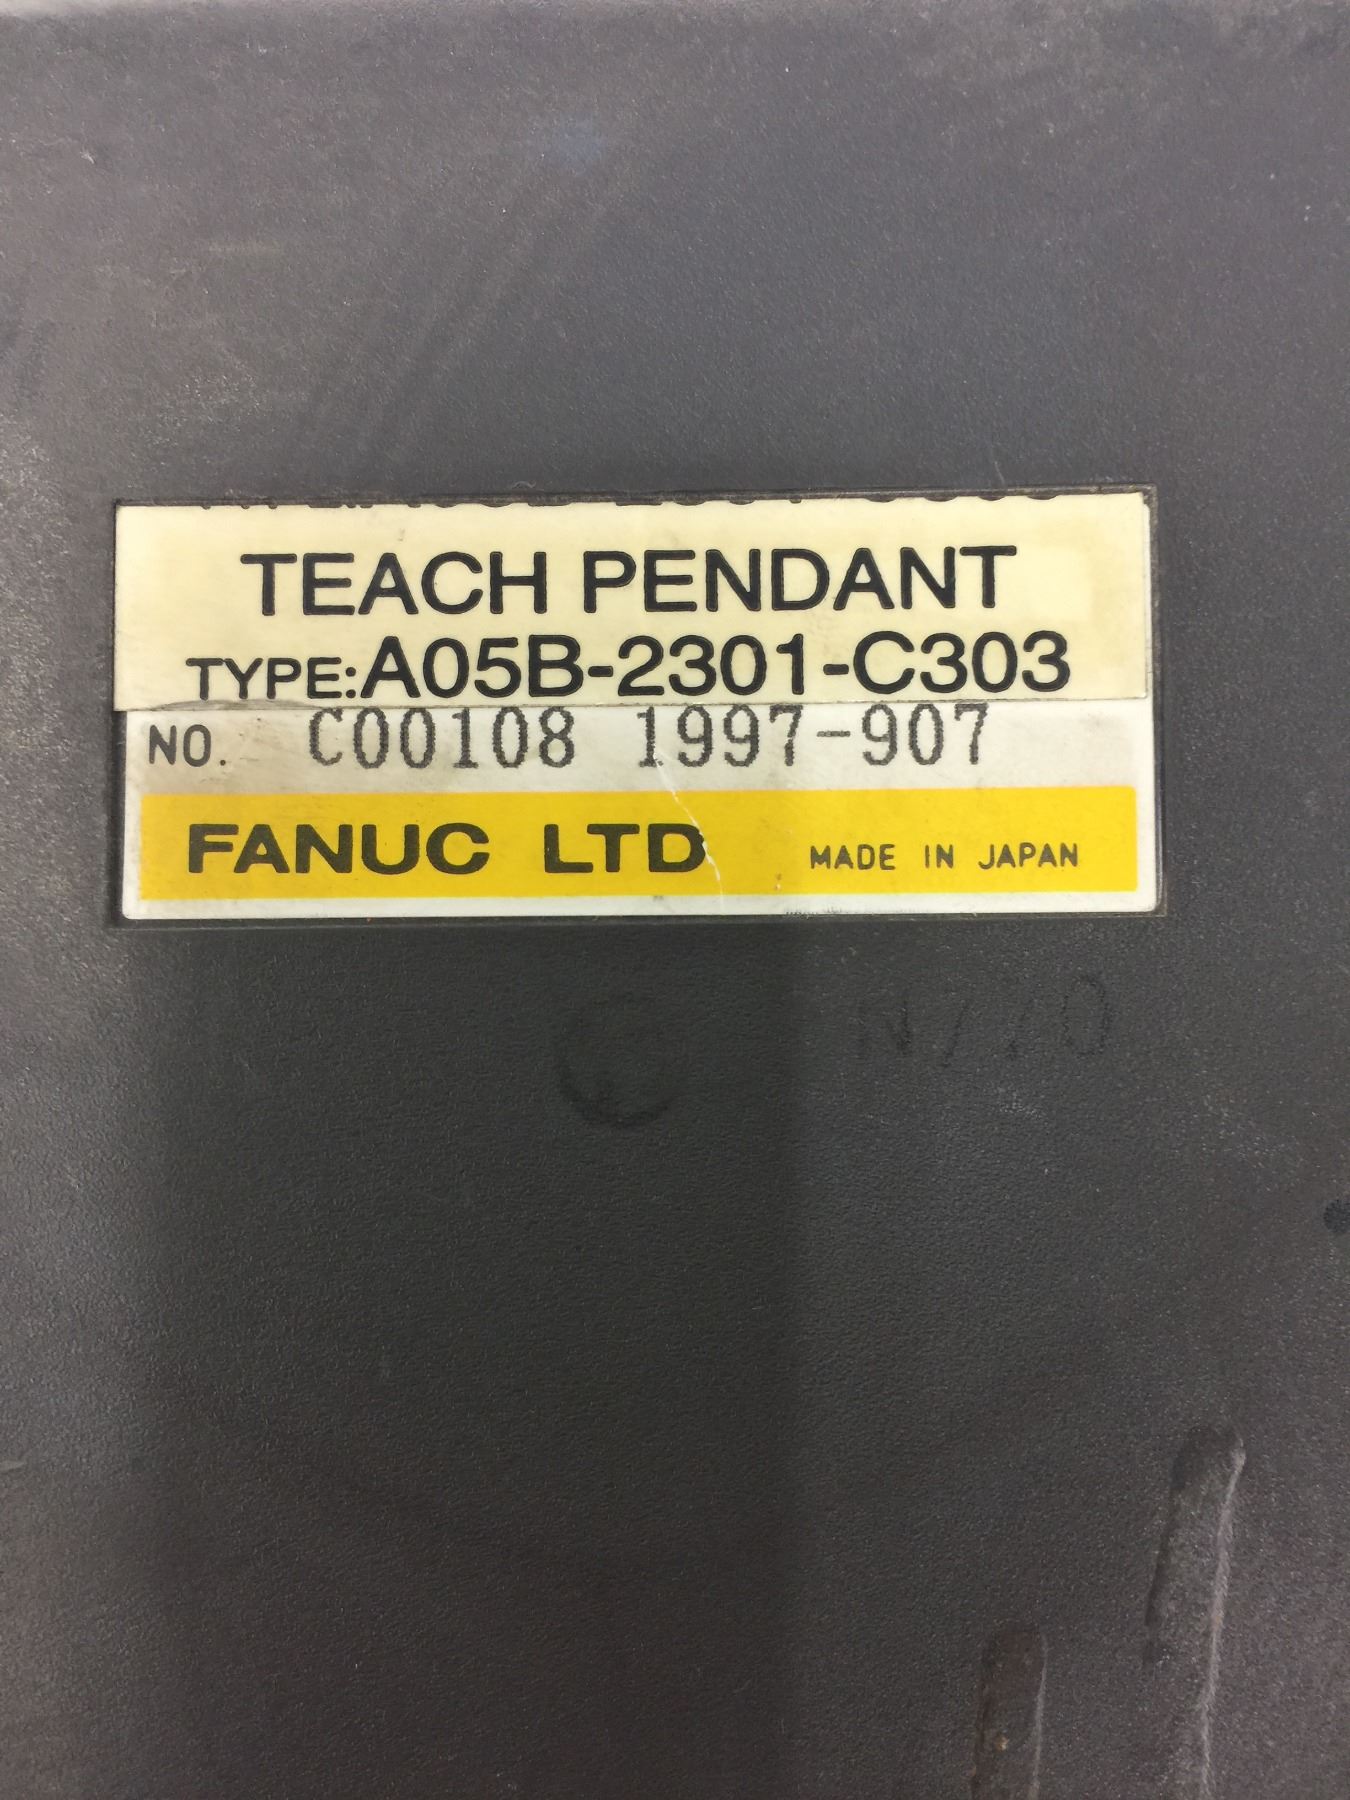 TEACH PENDANT
TYPE:A05B-2301-C303
NO. C00108 1997-907
FANUC LTD MADE IN JAPAN